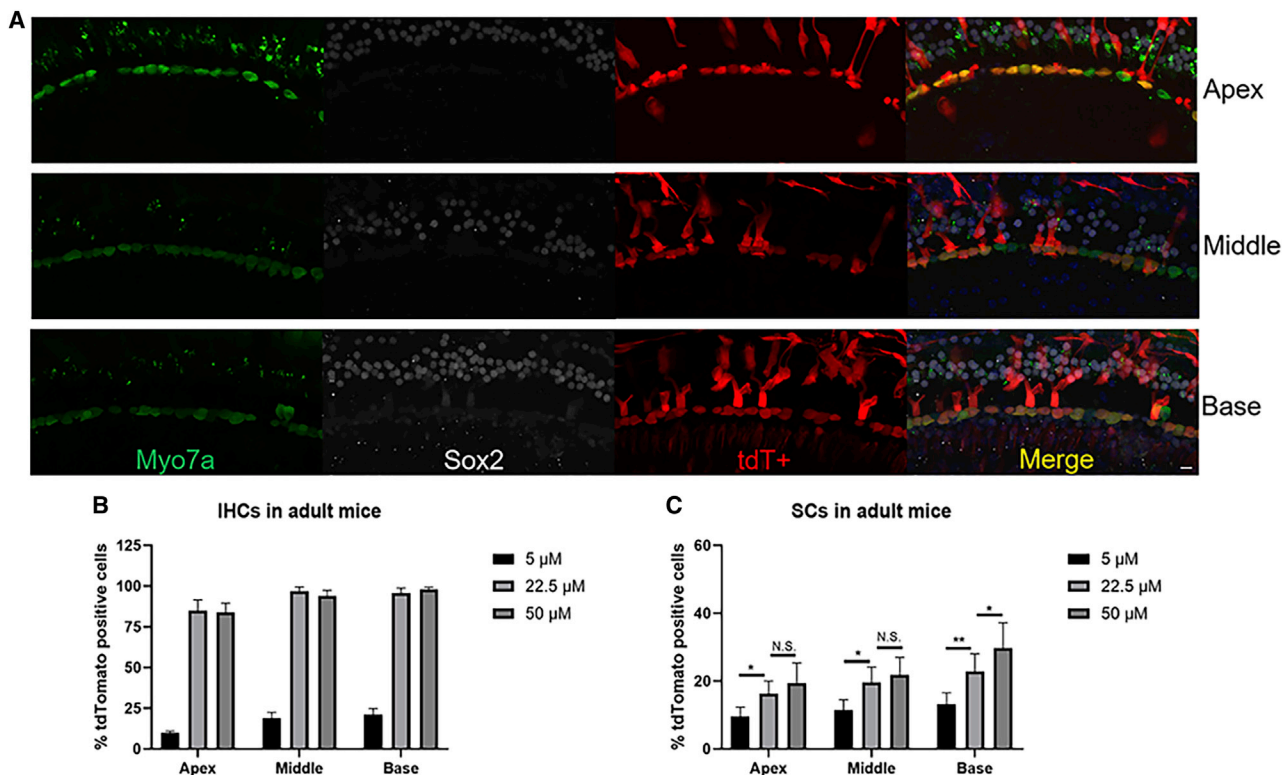 A
Apex
Middle
Base
Myo7a
Sox2
tdT+
Merge
B
IHCs in adult mice
% tdTomato positive cells
125
100
75
50
25
0
Apex
Middle
Base
5 µM
22.5 µM
50 µM
C
SCs in adult mice
% tdTomato positive cells
60
40
20
0
*
N.S.
*
N.S.
**
*
Apex
Middle
Base
5 µM
22.5 µM
50 µM